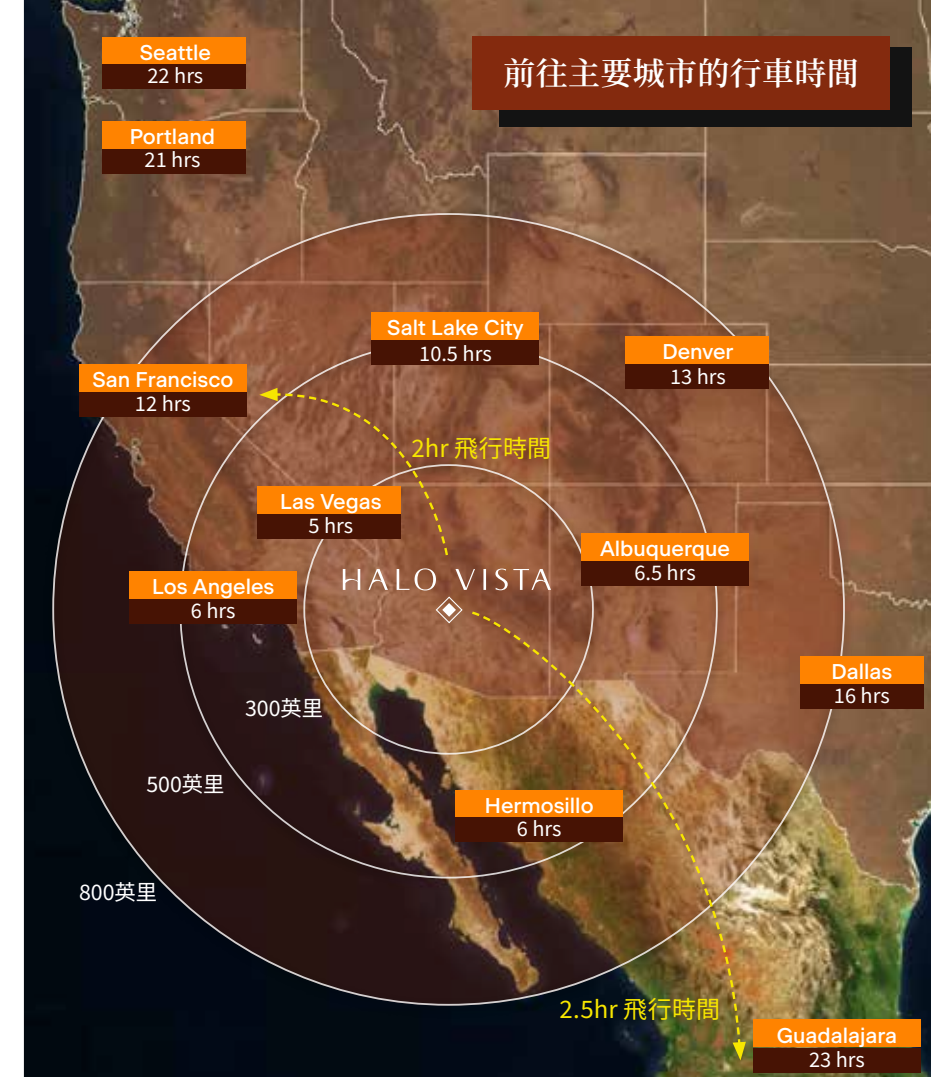 前往主要城市的行車時間
Seattle
22 hrs
Portland
21 hrs
Salt Lake City
10.5 hrs
Denver
13 hrs
San Francisco
12 hrs
2hr 飛行時間
Las Vegas
5 hrs
Albuquerque
6.5 hrs
Los Angeles
6 hrs
HALO VISTA
Dallas
16 hrs
300英里
500英里
Hermosillo
6 hrs
800英里
2.5hr 飛行時間
Guadalajara
23 hrs